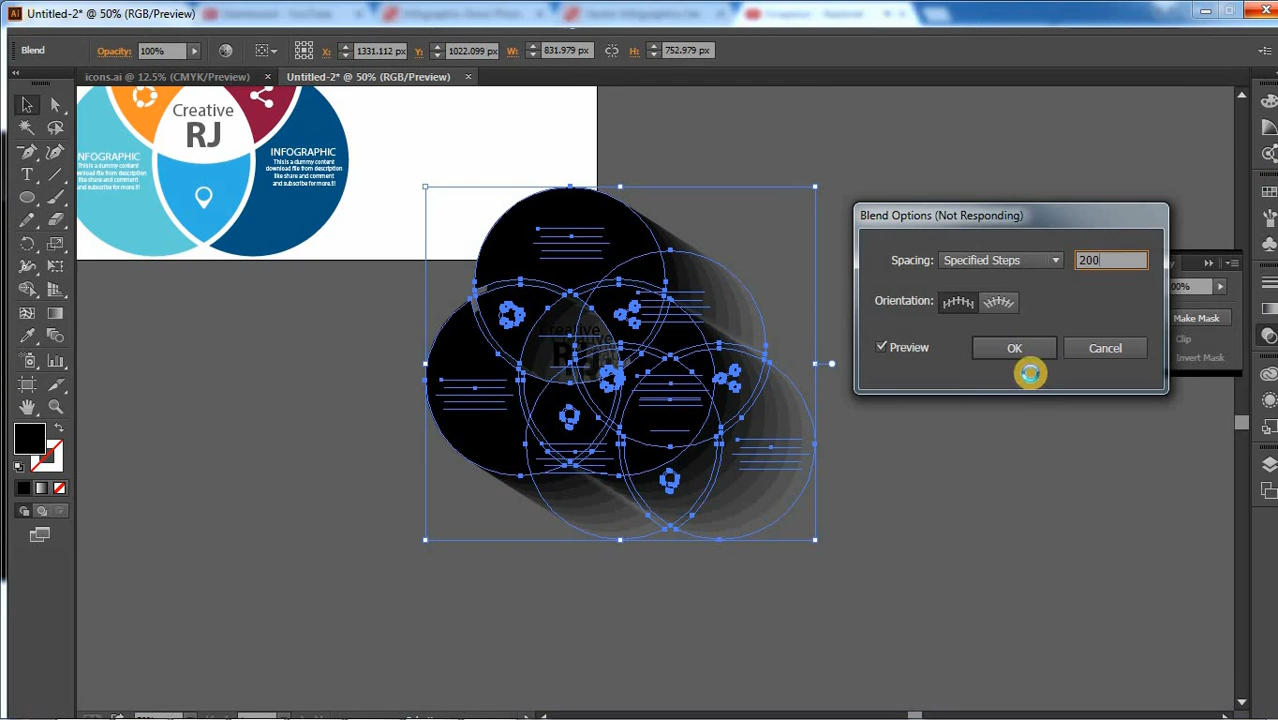 Untitled-2* @ 50% (RGB/Preview)
Blend
Opacity:
100%
X:
1331.112 px
Y:
1022.099 px
W:
831.979 px
H:
752.979 px
icons.ai @ 12.5% (CMYK/Preview)
Untitled-2* @ 50% (RGB/Preview)
Creative
RJ
INFOGRAPHIC
This is a dummy content
download file from description
like share and comment
and subscribe for more.!!!
INFOGRAPHIC
This is a dummy content
download file from description
like share and comment
and subscribe for more.!!!
Creative
Blend Options (Not Responding)
Spacing:
Specified Steps
200
Orientation:
Preview
OK
Cancel
Make Mask
Clip
Invert Mask